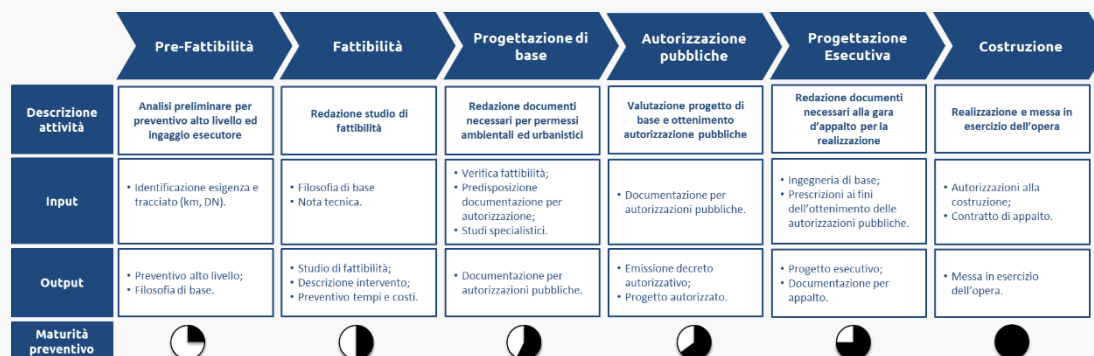 Pre-Fattibilità
Fattibilità
Progettazione di
base
Autorizzazione
pubbliche
Progettazione
Esecutiva
Costruzione
Descrizione
attività
Analisi preliminare per
preventivo alto livello ed
ingaggio esecutore
Redazione studio di
fattibilità
Redazione documenti
necessari per permessi
ambientali ed urbanistici
Valutazione progetto di
base e ottenimento
autorizzazione pubbliche
Redazione documenti
necessari alla gara
d'appalto per la
realizzazione
Realizzazione e messa in
esercizio dell'opera
Input
• Identificazione esigenza e
tracciato (km, DN).
• Filosofia di base
• Nota tecnica.
• Verifica fattibilità;
• Predisposizione
documentazione per
autorizzazione;
• Studi specialistici.
• Documentazione per
autorizzazioni pubbliche.
• Ingegneria di base;
• Prescrizioni ai fini
dell'ottenimento delle
autorizzazioni pubbliche.
• Autorizzazioni alla
costruzione;
• Contratto di appalto.
Output
• Preventivo alto livello;
• Filosofia di base.
• Studio di fattibilità;
• Descrizione intervento;
• Preventivo tempi e costi.
• Documentazione per
autorizzazioni pubbliche.
• Emissione decreto
autorizzativo;
• Progetto autorizzato.
• Progetto esecutivo;
• Documentazione per
appalto.
• Messa in esercizio
dell'opera.
Maturità
preventivo